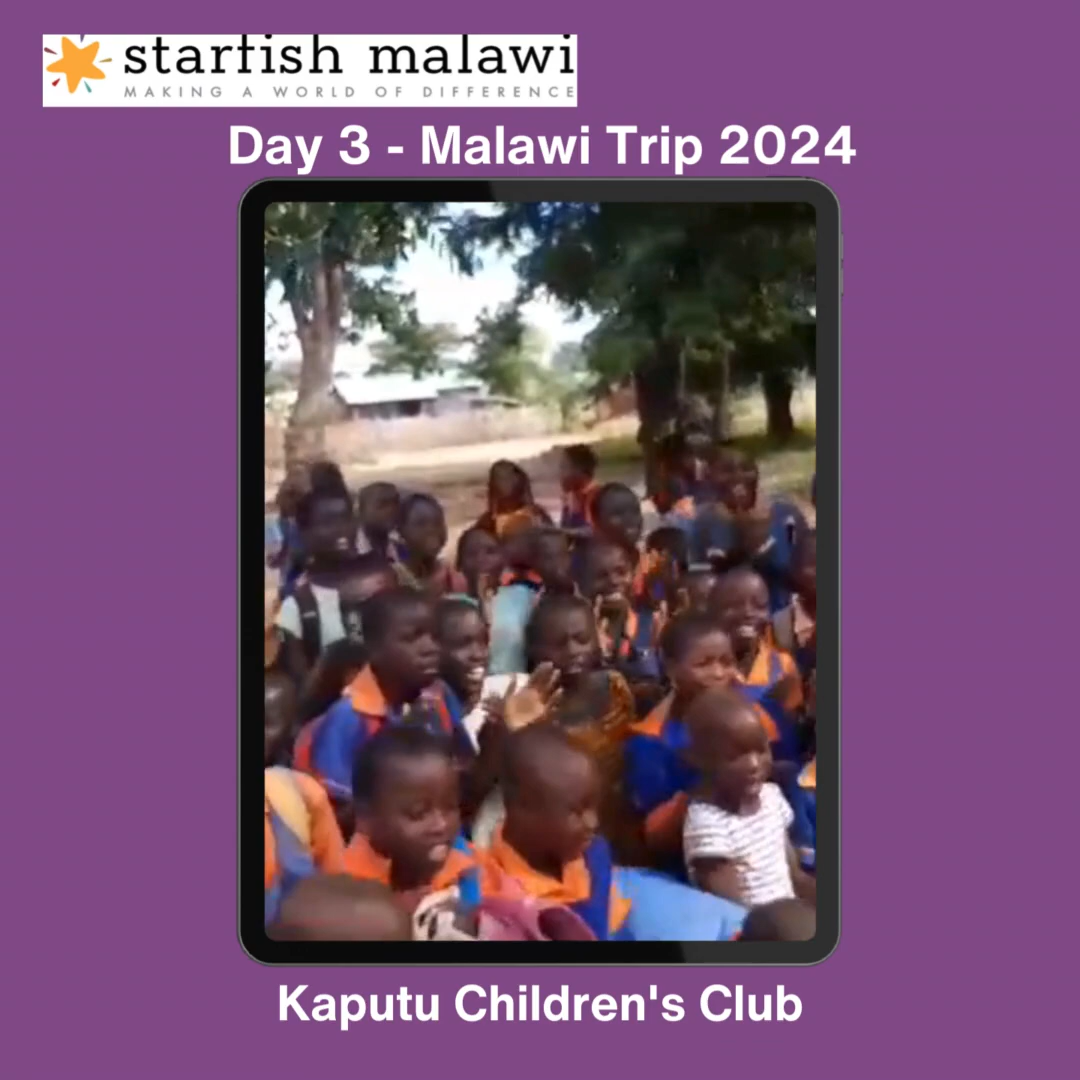 starfish malawi
MAKING A WORLD OF DIFFERENCE
Day 3 - Malawi Trip 2024
Kaputu Children's Club